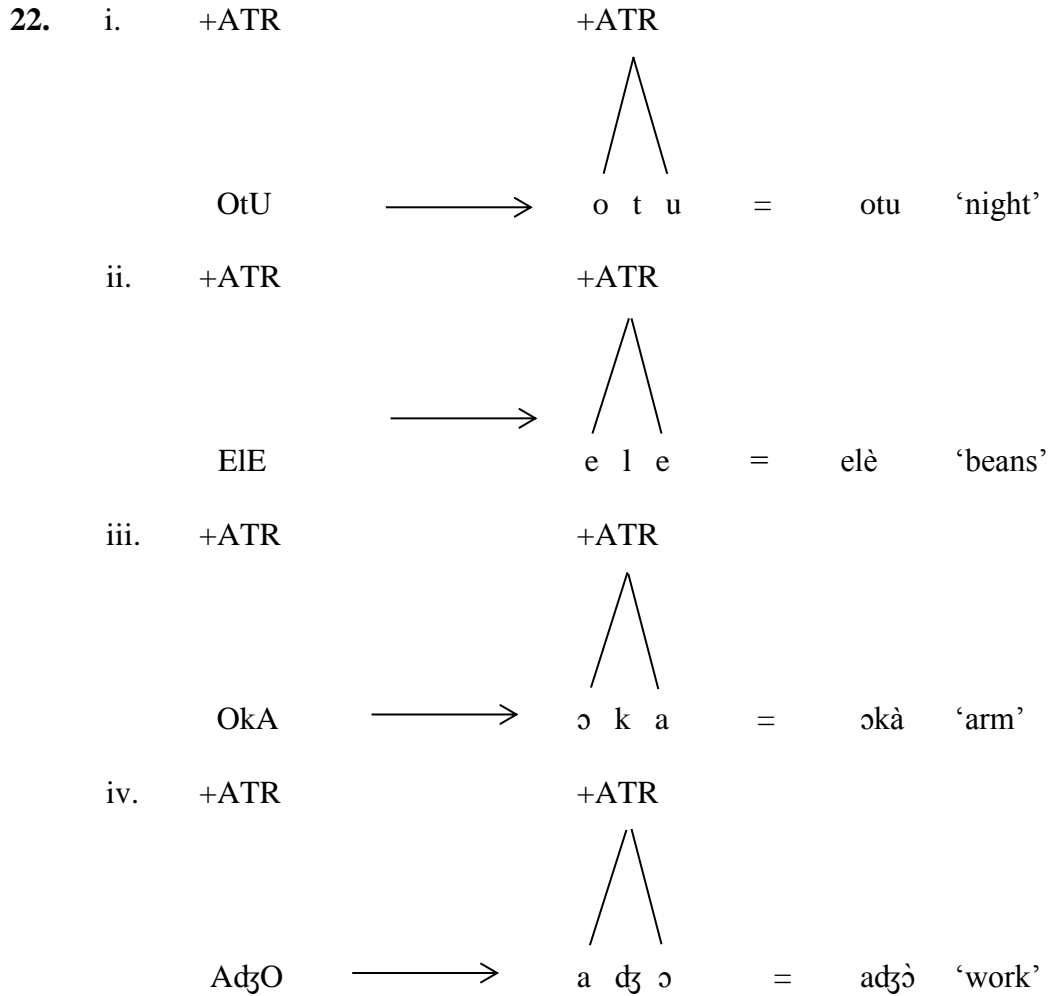 22. i. +ATR +ATR
OtU o t u = otu ‘night’
ii. +ATR +ATR
ElE e l e = elè ‘beans’
iii. +ATR +ATR
OkA ɔ k a = ɔkà ‘arm’
iv. +ATR +ATR
AʤO a ʤ ɔ = aʤɔ̀ ‘work’